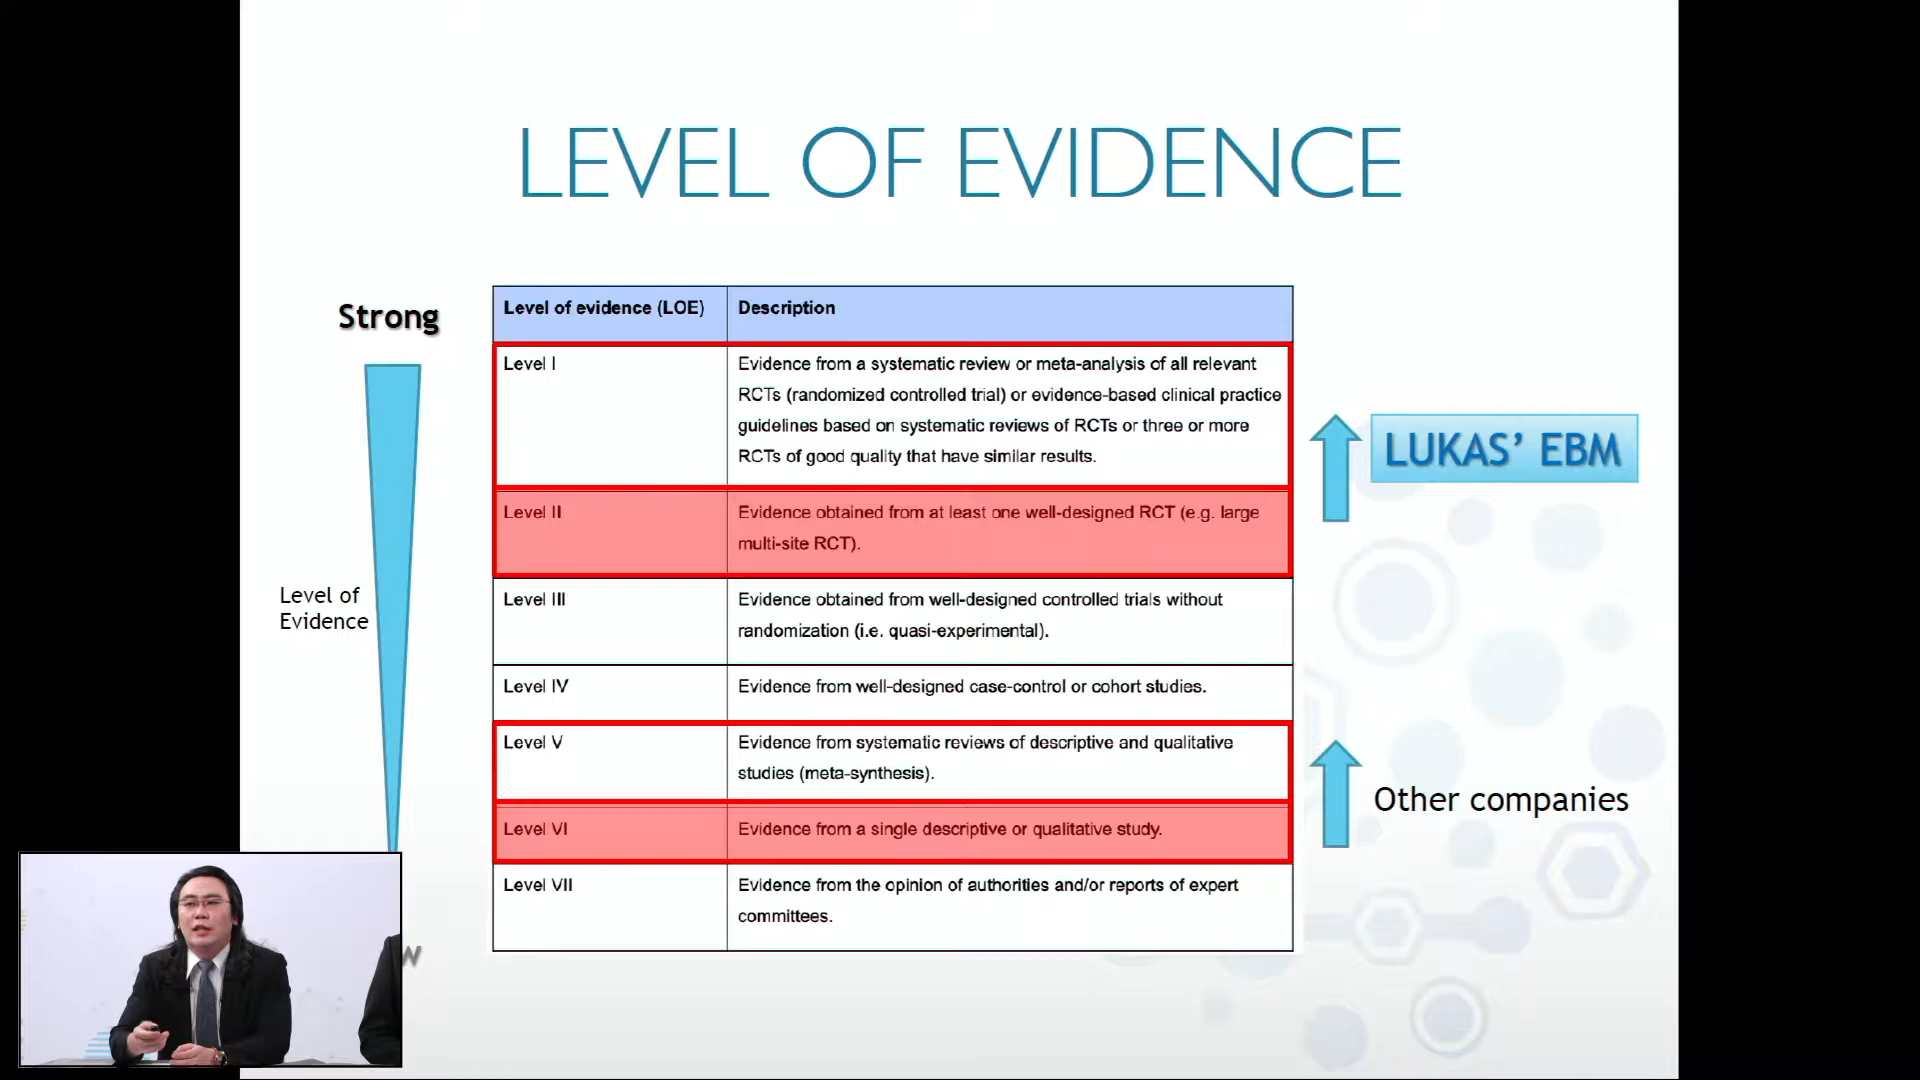 LEVEL OF EVIDENCE
Strong
Level of
Evidence
Level of evidence (LOE) Description
Level I Evidence from a systematic review or meta-analysis of all relevant
RCTs (randomized controlled trial) or evidence-based clinical practice
guidelines based on systematic reviews of RCTs or three or more
RCTs of good quality that have similar results.
Level II Evidence obtained from at least one well-designed RCT (e.g. large
multi-site RCT).
Level III Evidence obtained from well-designed controlled trials without
randomization (i.e. quasi-experimental).
Level IV Evidence from well-designed case-control or cohort studies.
Level V Evidence from systematic reviews of descriptive and qualitative
studies (meta-synthesis).
Level VI Evidence from a single descriptive or qualitative study.
Level VII Evidence from the opinion of authorities and/or reports of expert
committees.
LUKAS’ EBM
Other companies